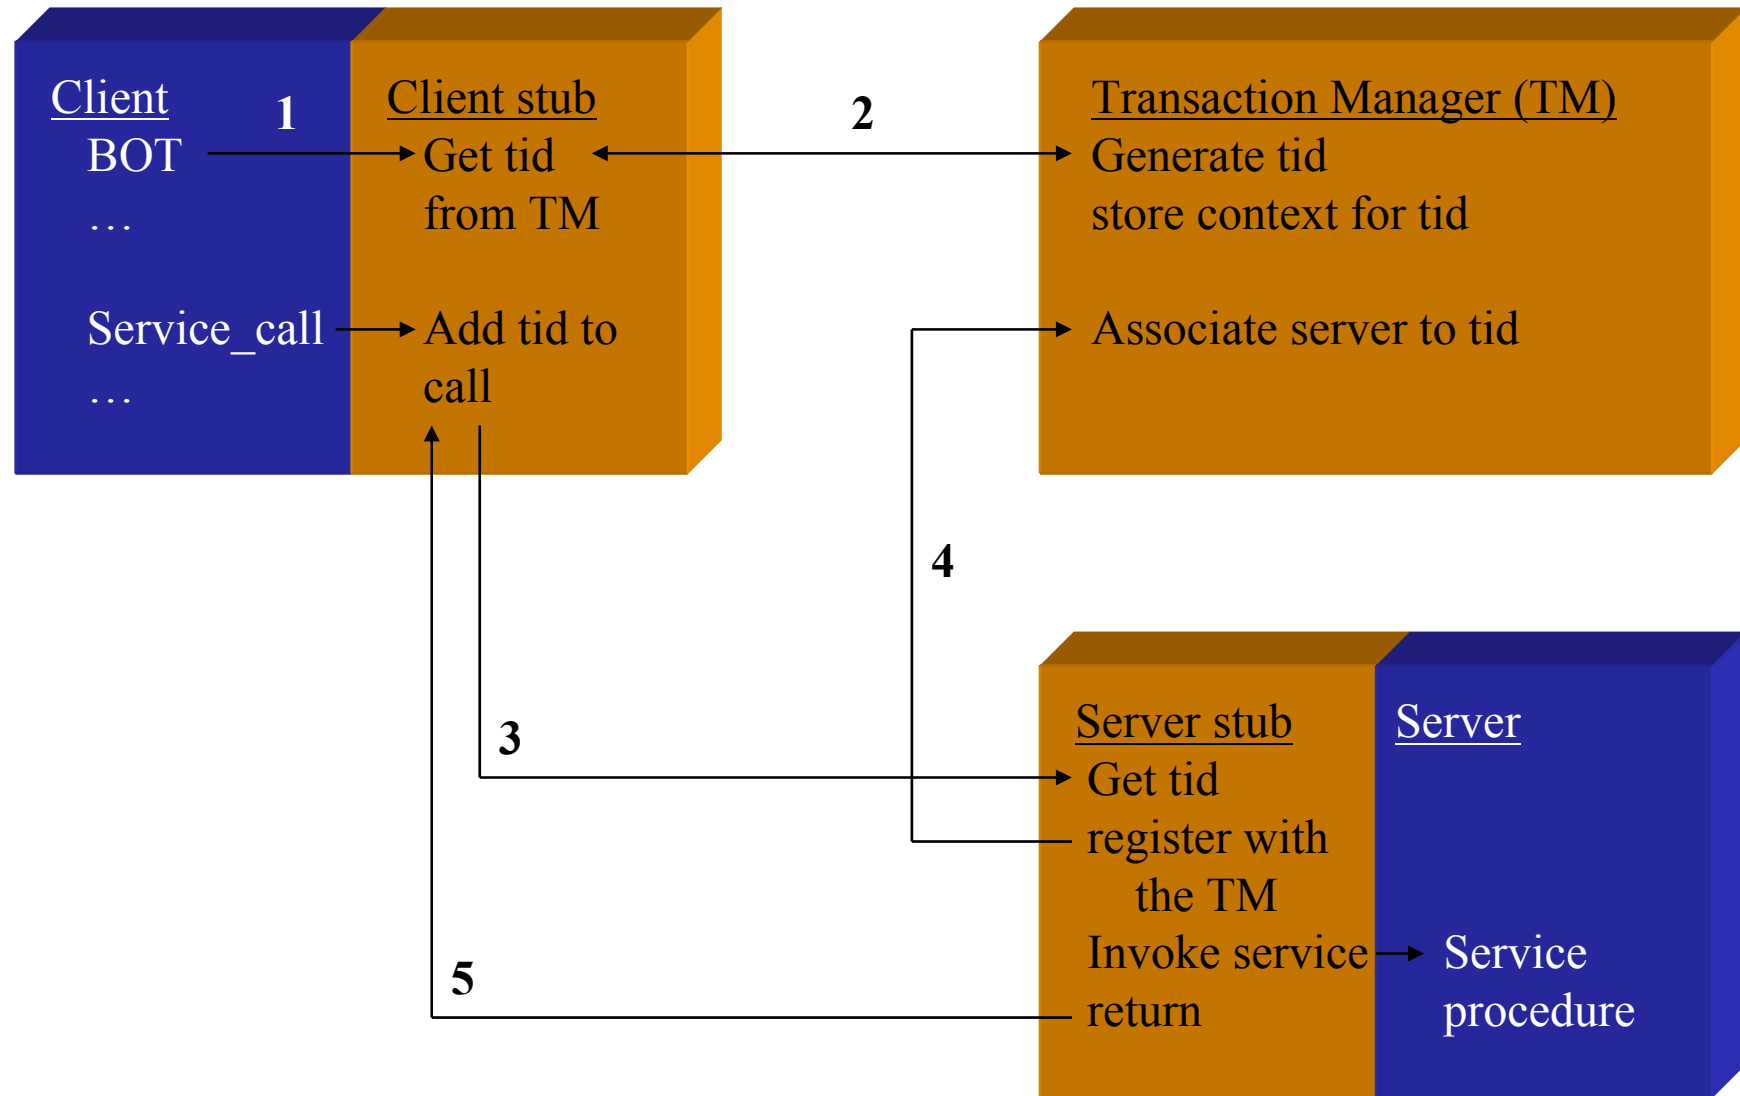 Client
1
BOT
…
Service_call
…
Client stub
Get tid
from TM
Add tid to
call
2
Transaction Manager (TM)
Generate tid
store context for tid
Associate server to tid
3
4
5
Server stub
Get tid
register with
the TM
Invoke service
return
Server
Service
procedure